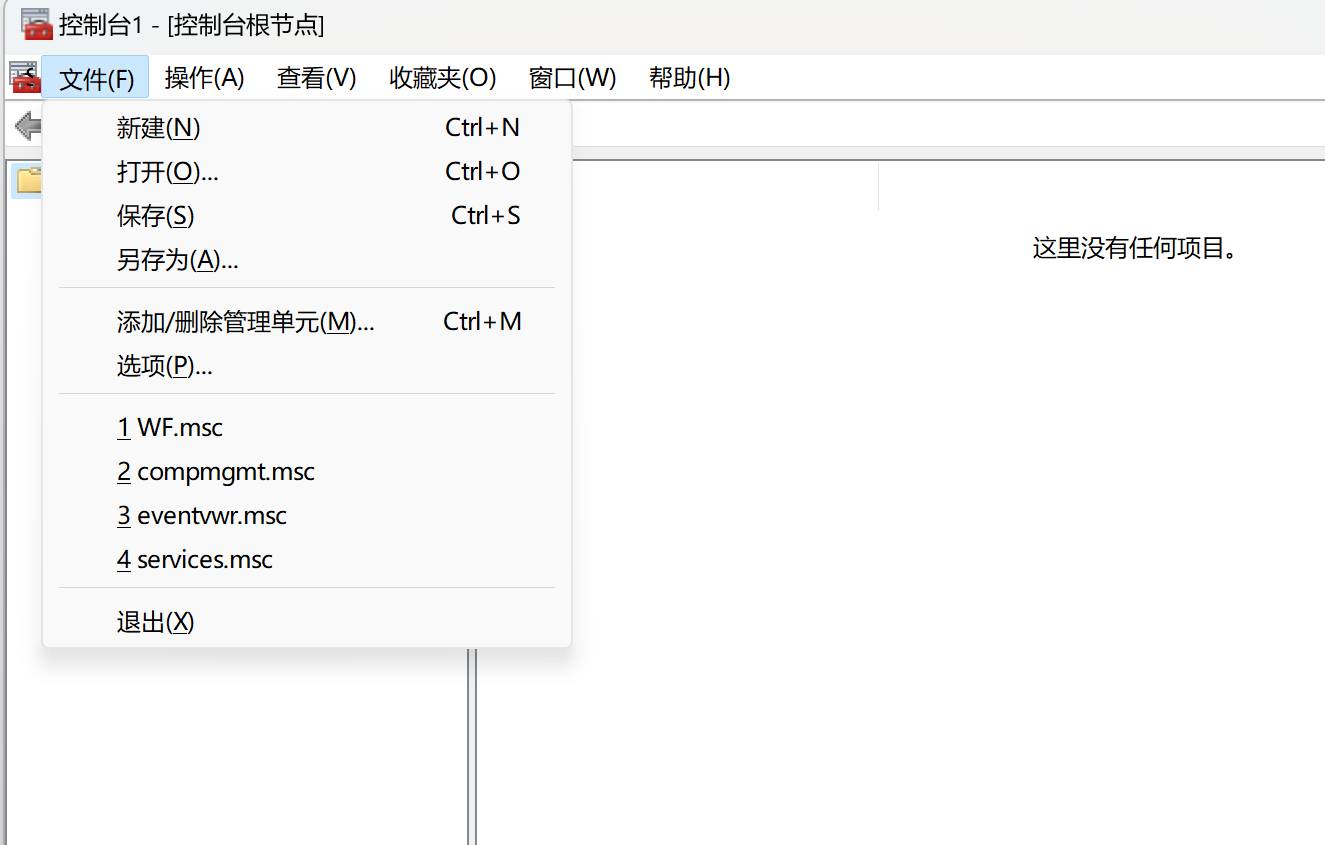 控制台1 - [控制台根节点]
文件(F) 操作(A) 查看(V) 收藏夹(O) 窗口(W) 帮助(H)
新建(N) Ctrl+N
打开(O)... Ctrl+O
保存(S) Ctrl+S
另存为(A)...
这里没有任何项目。
添加/删除管理单元(M)... Ctrl+M
选项(P)...
1 WF.msc
2 compmgmt.msc
3 eventvwr.msc
4 services.msc
退出(X)